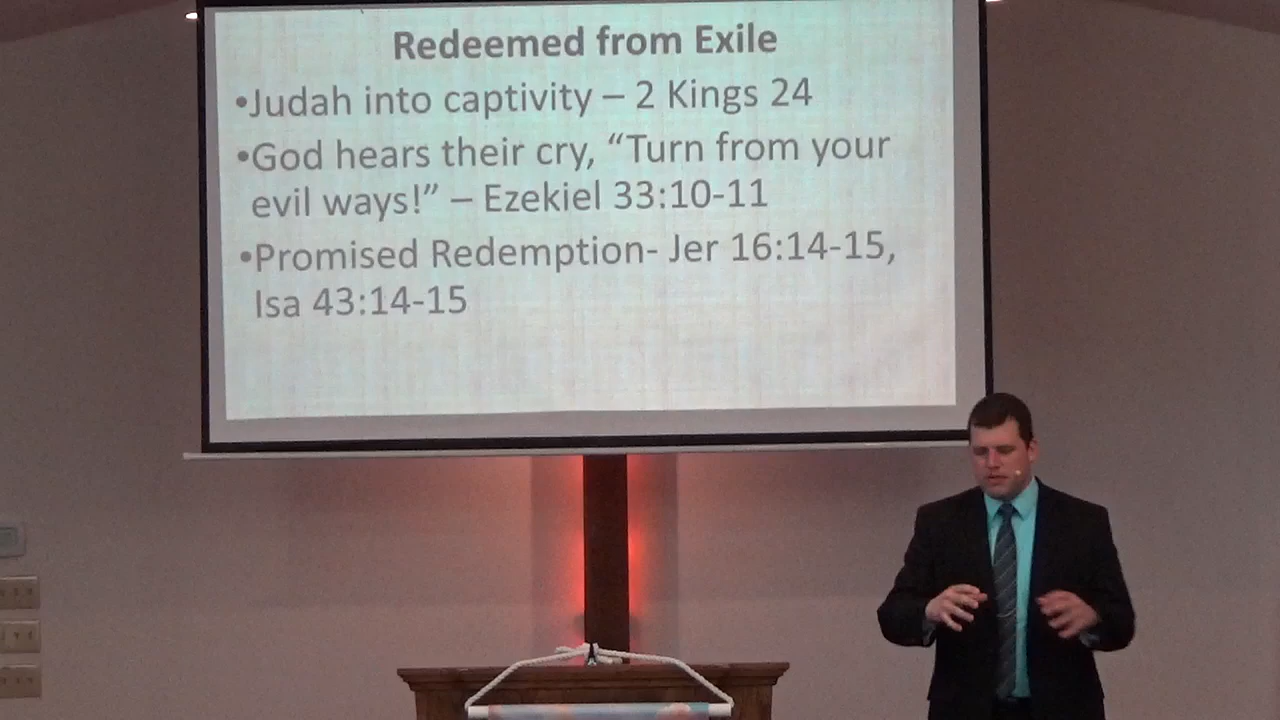 Redeemed from Exile
•Judah into captivity – 2 Kings 24
•God hears their cry, “Turn from your
evil ways!” – Ezekiel 33:10-11
•Promised Redemption- Jer 16:14-15,
Isa 43:14-15